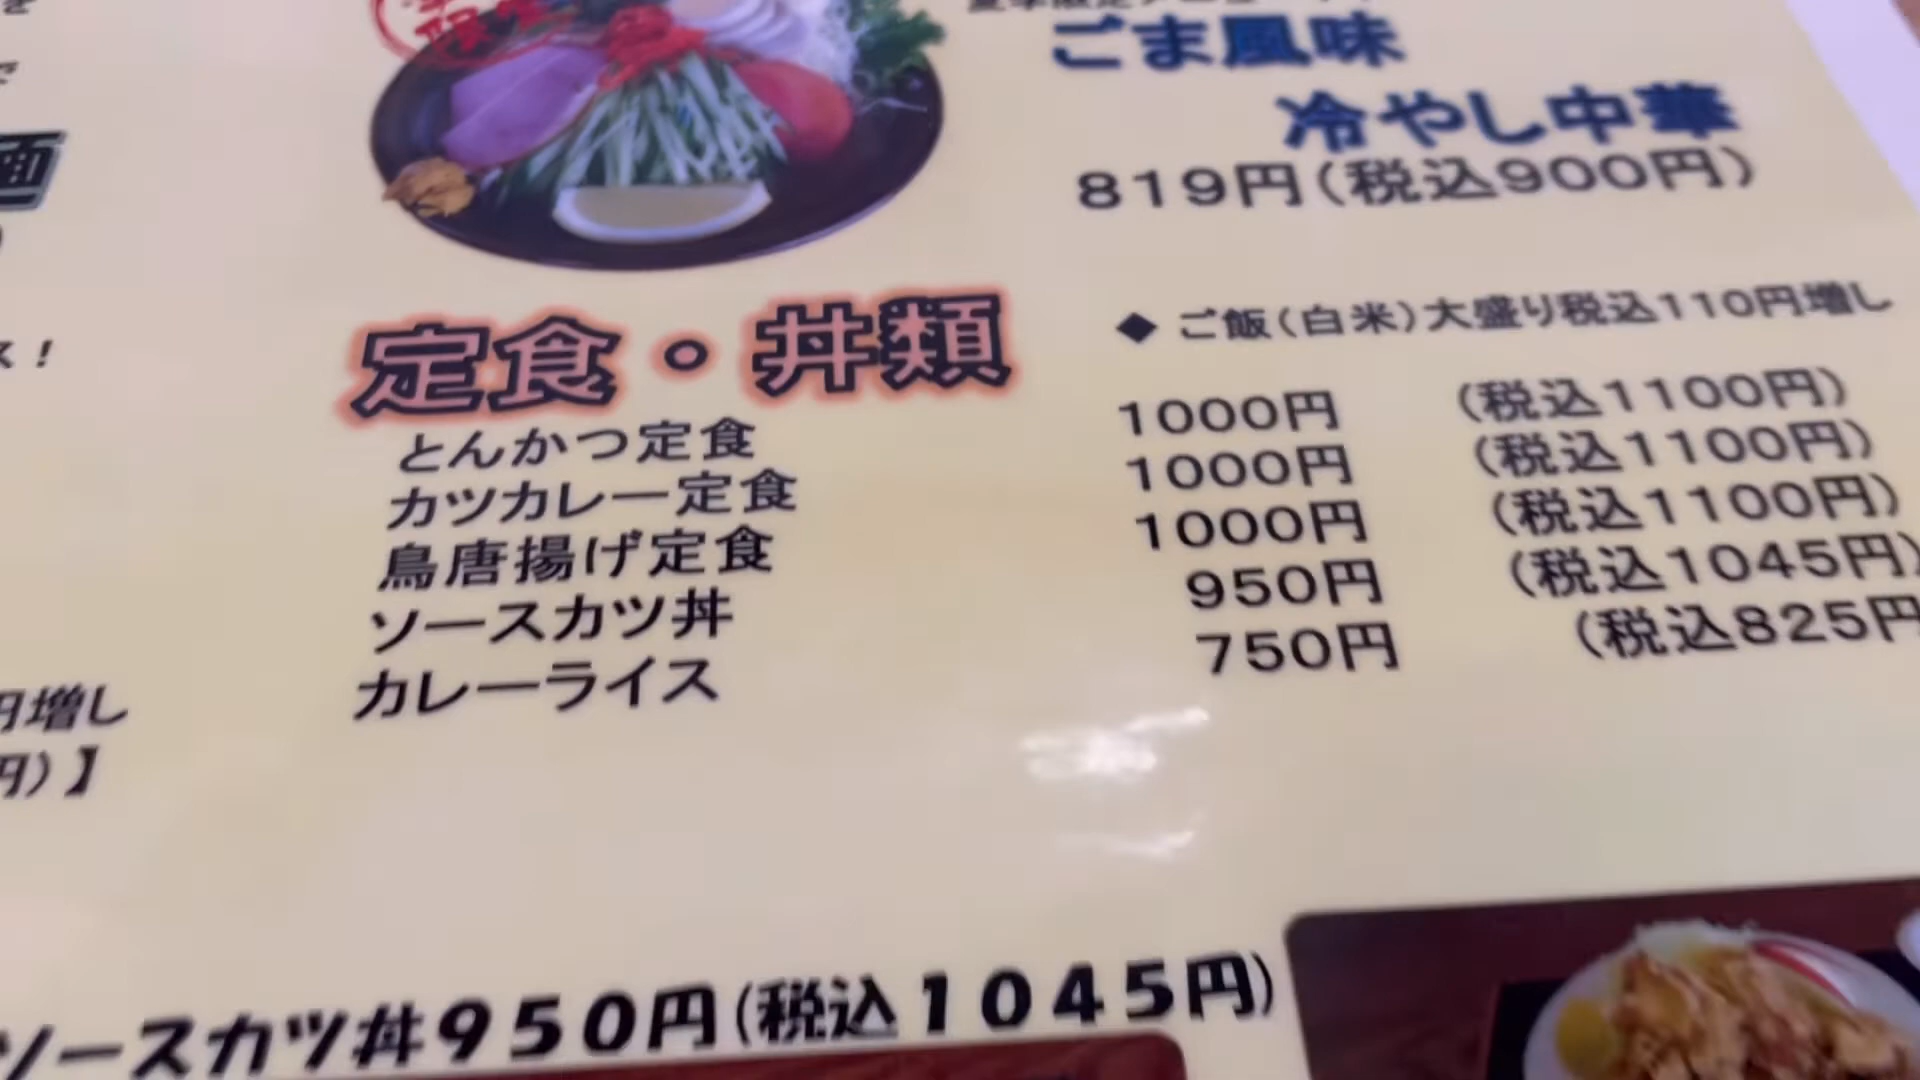 ごま風味
冷やし中華
819円(税込900円)
定食・丼類
◆ご飯(白米)大盛り税込110円増し
とんかつ定食 1000円 (税込1100円)
カツカレー定食 1000円 (税込1100円)
鳥唐揚げ定食 1000円 (税込1100円)
ソースカツ丼 950円 (税込1045円)
カレーライス 750円 (税込825円
ス!
円増し
円)】
ソースカツ丼950円(税込1045円)